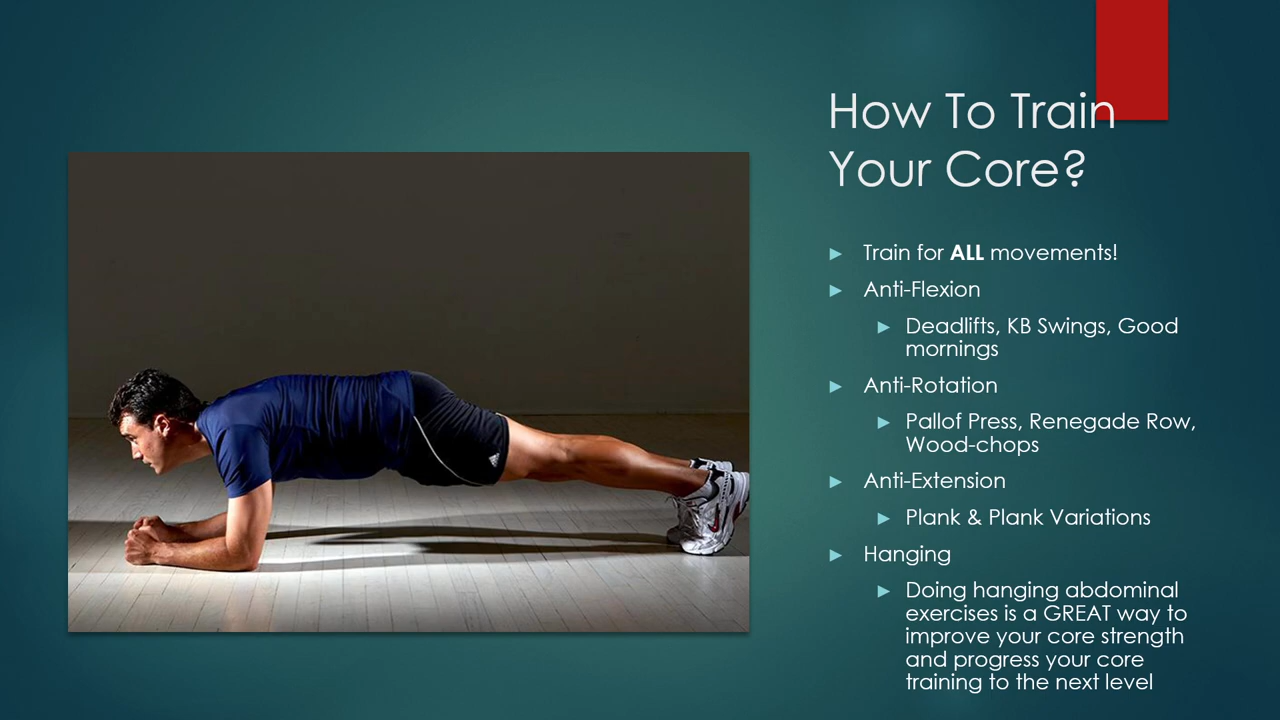 How To Train
Your Core?
Train for ALL movements!
Anti-Flexion
Deadlifts, KB Swings, Good
mornings
Anti-Rotation
Pallof Press, Renegade Row,
Wood-chops
Anti-Extension
Plank & Plank Variations
Hanging
Doing hanging abdominal
exercises is a GREAT way to
improve your core strength
and progress your core
training to the next level